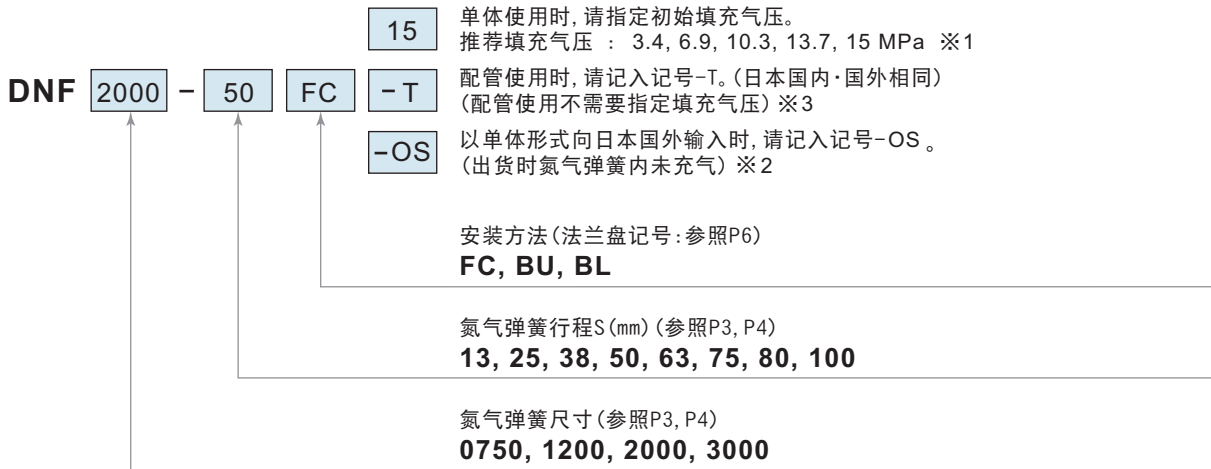 15
单体使用时, 请指定初始填充气压。
推荐填充气压 : 3.4, 6.9, 10.3, 13.7, 15 MPa ※1
DNF 2000 - 50 FC -T
配管使用时, 请记入记号-T。(日本国内·国外相同)
(配管使用不需要指定填充气压) ※3
-OS
以单体形式向日本国外输入时, 请记入记号-OS 。
(出货时氮气弹簧内未充气) ※2
安装方法(法兰盘记号:参照P6)
FC, BU, BL
氮气弹簧行程S(mm) (参照P3, P4)
13, 25, 38, 50, 63, 75, 80, 100
氮气弹簧尺寸(参照P3, P4)
0750, 1200, 2000, 3000